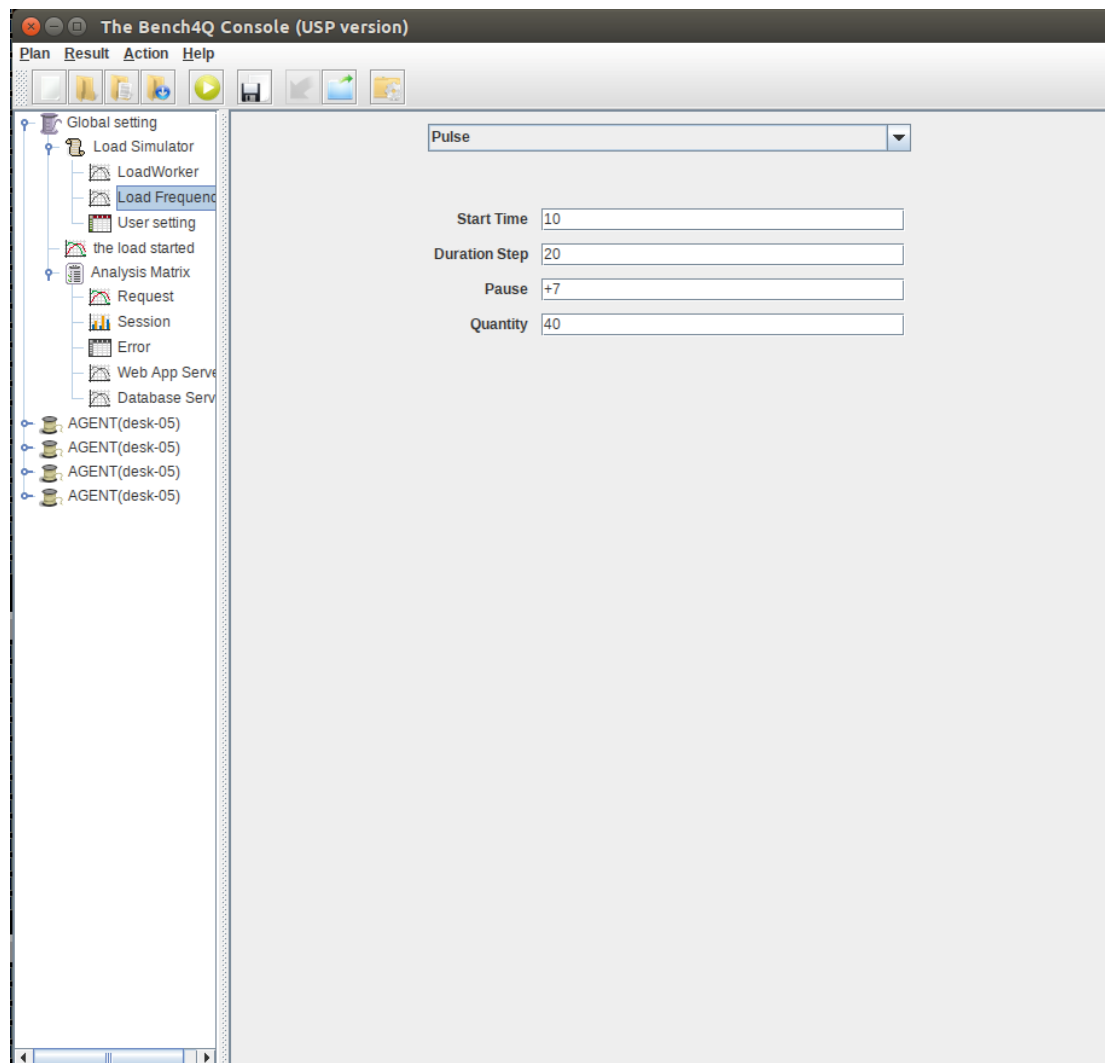 The Bench4Q Console (USP version)
Plan Result Action Help
Global setting
Load Simulator
LoadWorker
Load Frequenc
User setting
the load started
Analysis Matrix
Request
Session
Error
Web App Serve
Database Serv
AGENT(desk-05)
AGENT(desk-05)
AGENT(desk-05)
AGENT(desk-05)
Pulse
Start Time 10
Duration Step 20
Pause +7
Quantity 40